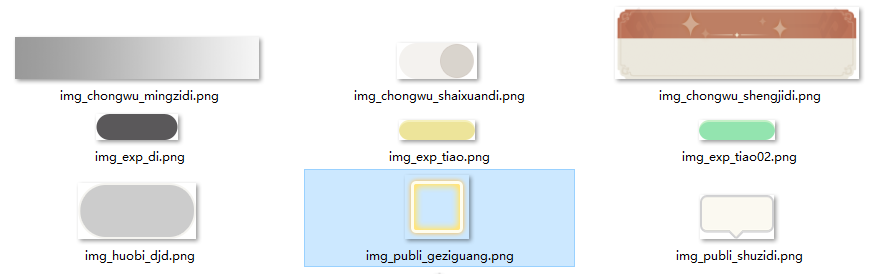 img_chongwu_mingzidi.png
img_chongwu_shaixuandi.png
img_chongwu_shengjidi.png
img_exp_di.png
img_exp_tiao.png
img_exp_tiao02.png
img_huobi_djd.png
img_publi_geziguang.png
img_publi_shuzidi.png